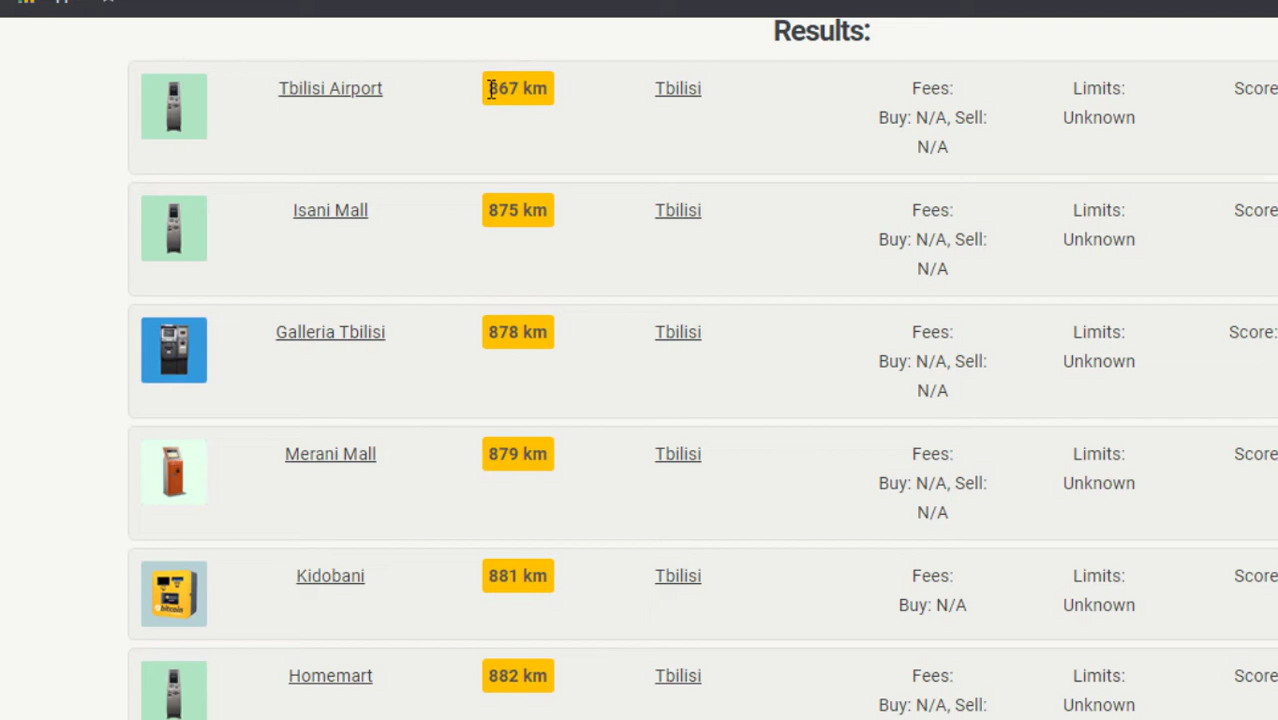 Results:
Tbilisi Airport
867 km
Tbilisi
Fees:
Buy: N/A, Sell:
N/A
Limits:
Unknown
Score
Isani Mall
875 km
Tbilisi
Fees:
Buy: N/A, Sell:
N/A
Limits:
Unknown
Score
Galleria Tbilisi
878 km
Tbilisi
Fees:
Buy: N/A, Sell:
N/A
Limits:
Unknown
Score:
Merani Mall
879 km
Tbilisi
Fees:
Buy: N/A, Sell:
N/A
Limits:
Unknown
Score
bitcoin
Kidobani
881 km
Tbilisi
Fees:
Buy: N/A
Limits:
Unknown
Score
Homemart
882 km
Tbilisi
Fees:
Buy: N/A, Sell:
Limits:
Unknown
Score